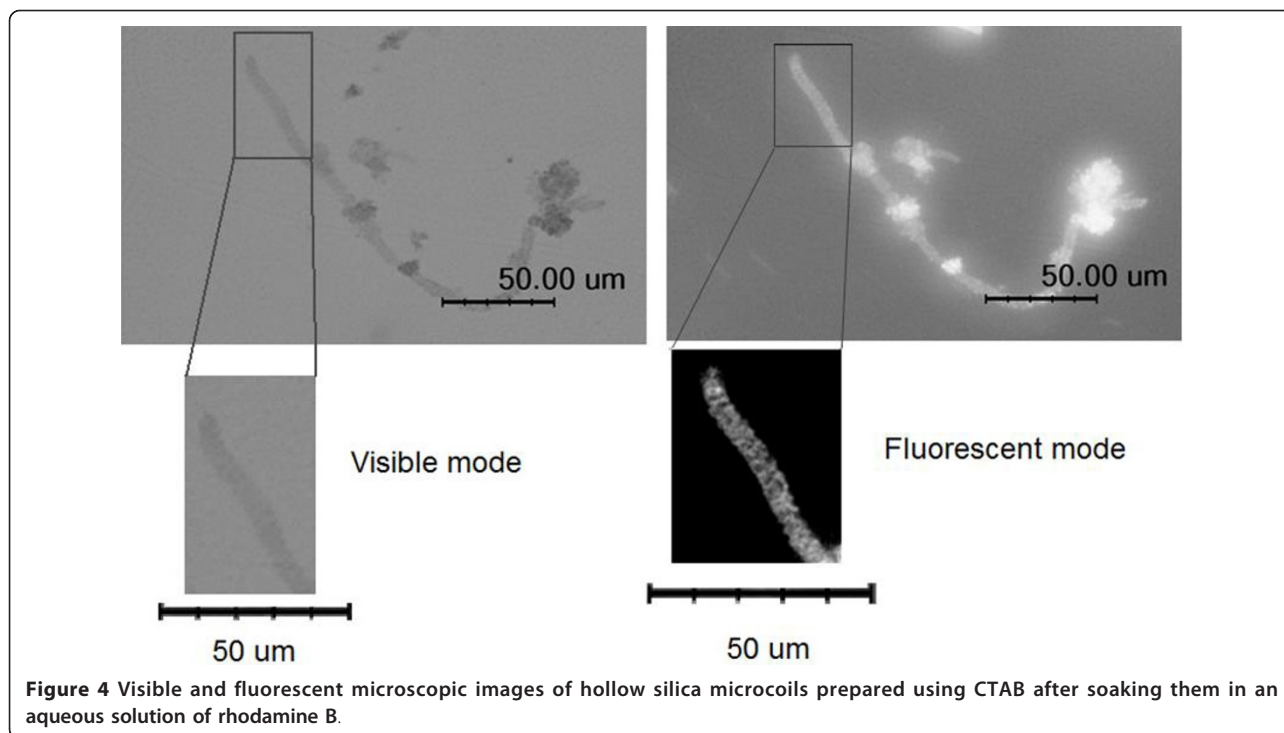 50.00 um
50.00 um
Visible mode
Fluorescent mode
50 um
50 um
Figure 4 Visible and fluorescent microscopic images of hollow silica microcoils prepared using CTAB after soaking them in an
aqueous solution of rhodamine B.